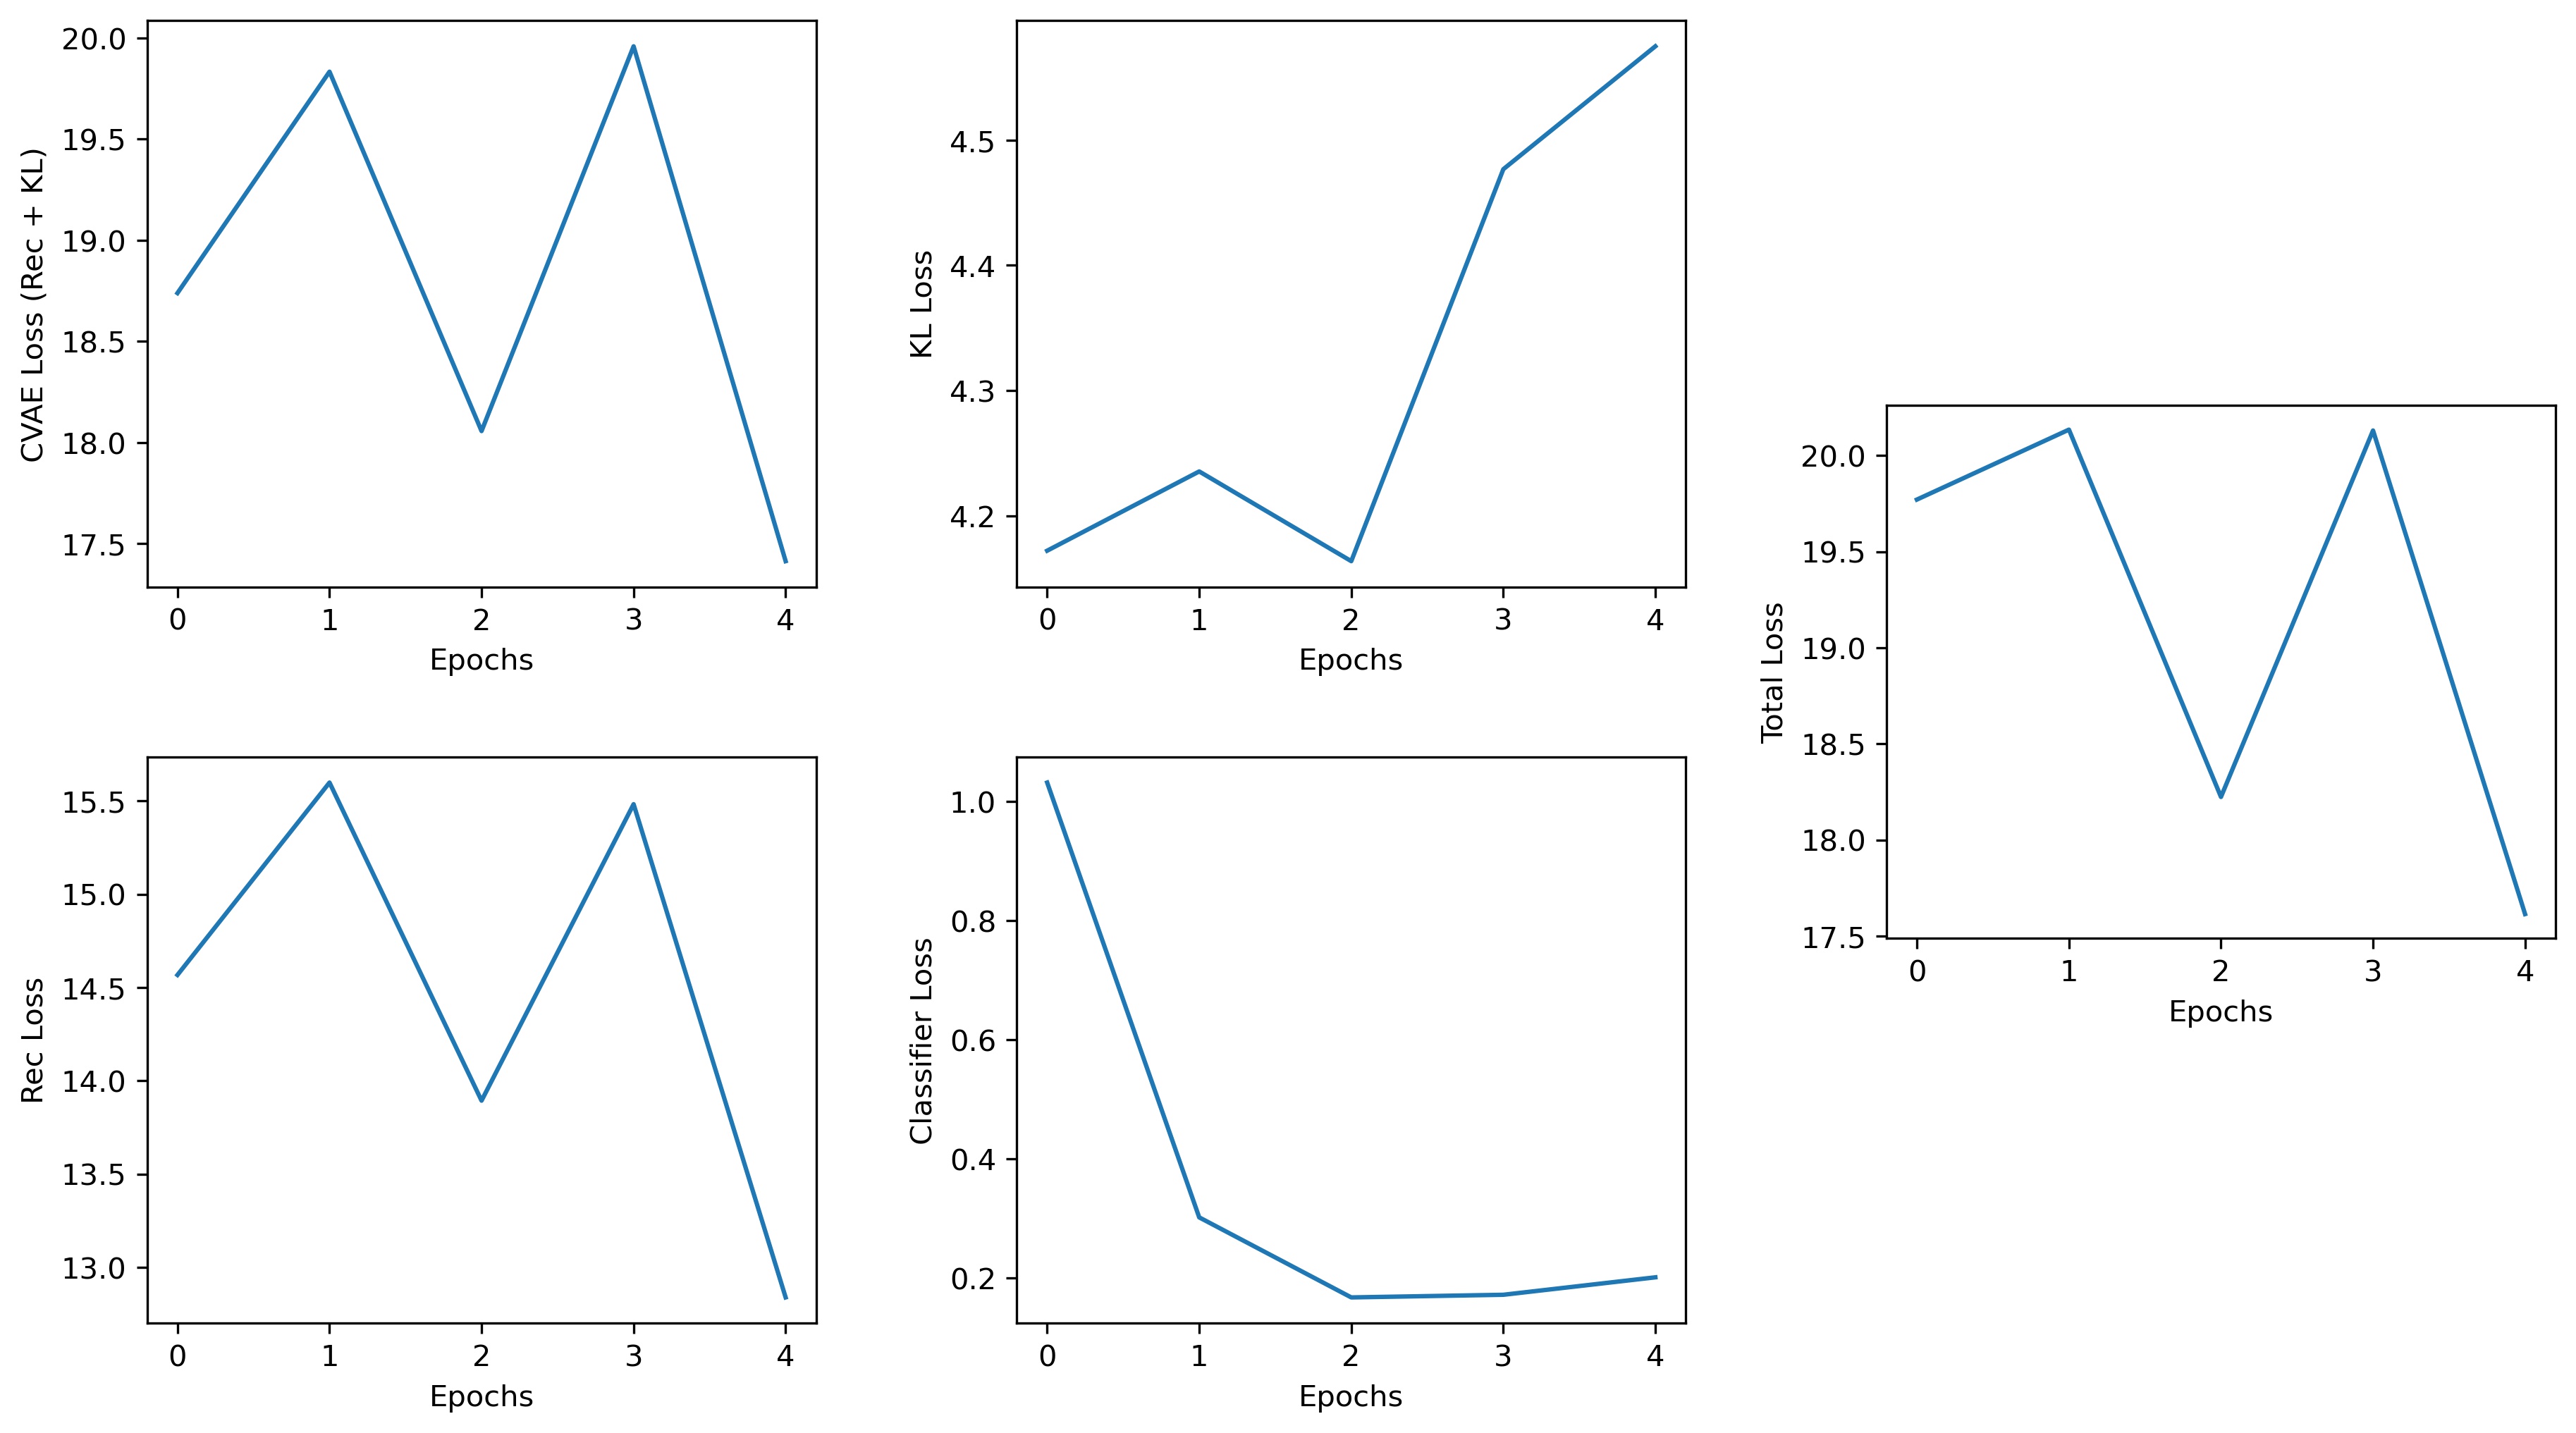 CVAE Loss (Rec + KL)
20.0
19.5
19.0
18.5
18.0
17.5
0 1 2 3 4
Epochs
KL Loss
4.5
4.4
4.3
4.2
0 1 2 3 4
Epochs
Rec Loss
15.5
15.0
14.5
14.0
13.5
13.0
0 1 2 3 4
Epochs
Classifier Loss
1.0
0.8
0.6
0.4
0.2
0 1 2 3 4
Epochs
Total Loss
20.0
19.5
19.0
18.5
18.0
17.5
0 1 2 3 4
Epochs